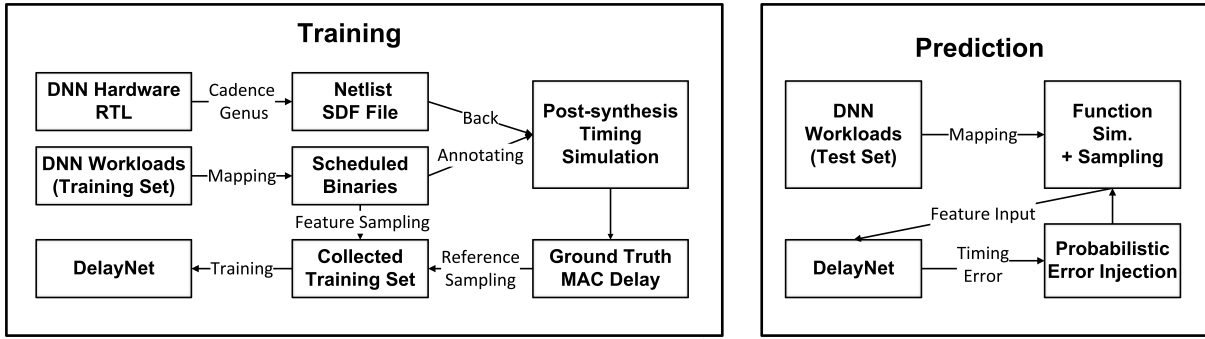 Training
DNN Hardware
RTL
Cadence
Genus
Netlist
SDF File
Back
Annotating
Post-synthesis
Timing
Simulation
DNN Workloads
(Training Set)
Mapping
Scheduled
Binaries
Feature Sampling
DelayNet
Training
Collected
Training Set
Reference
Sampling
Ground Truth
MAC Delay
Prediction
DNN
Workloads
(Test Set)
Mapping
Function
Sim.
+ Sampling
Feature Input
DelayNet
Timing
Error
Probabilistic
Error Injection